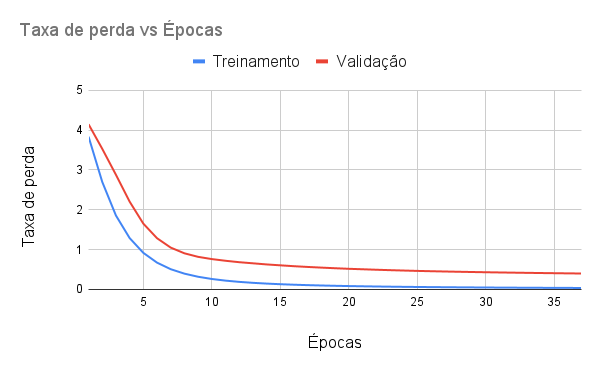 Taxa de perda vs Épocas
Treinamento Validação
Taxa de perda
5
4
3
2
1
0
5 10 15 20 25 30 35
Épocas